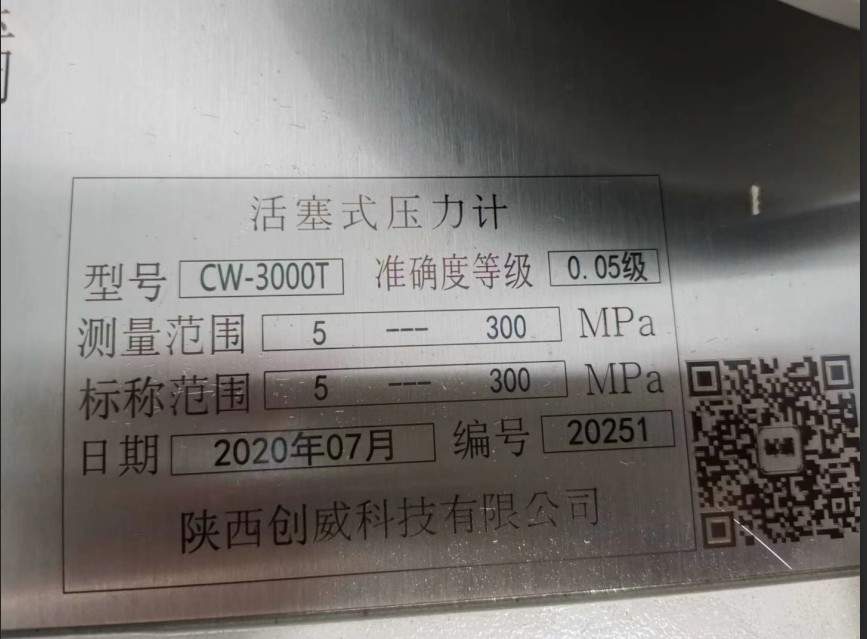 活塞式压力计
型号 CW-3000T 准确度等级 0.05级
测量范围 5 --- 300 MPa
标称范围 5 --- 300 MPa
日期 2020年07月 编号 20251
陕西创威科技有限公司